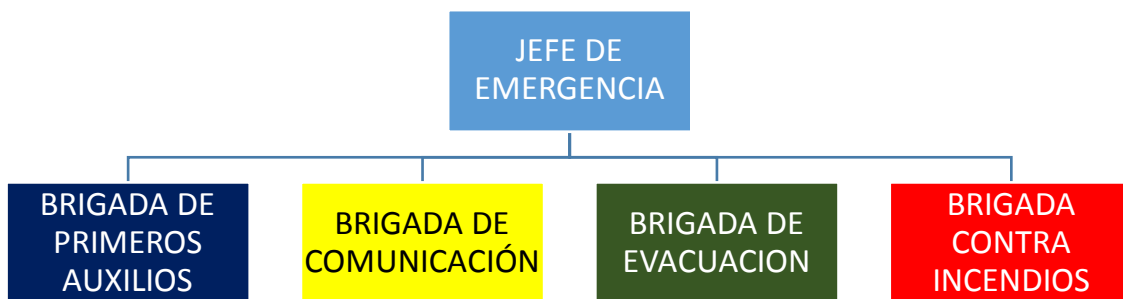 JEFE DE
EMERGENCIA
BRIGADA DE
PRIMEROS
AUXILIOS
BRIGADA DE
COMUNICACIÓN
BRIGADA DE
EVACUACION
BRIGADA
CONTRA
INCENDIOS